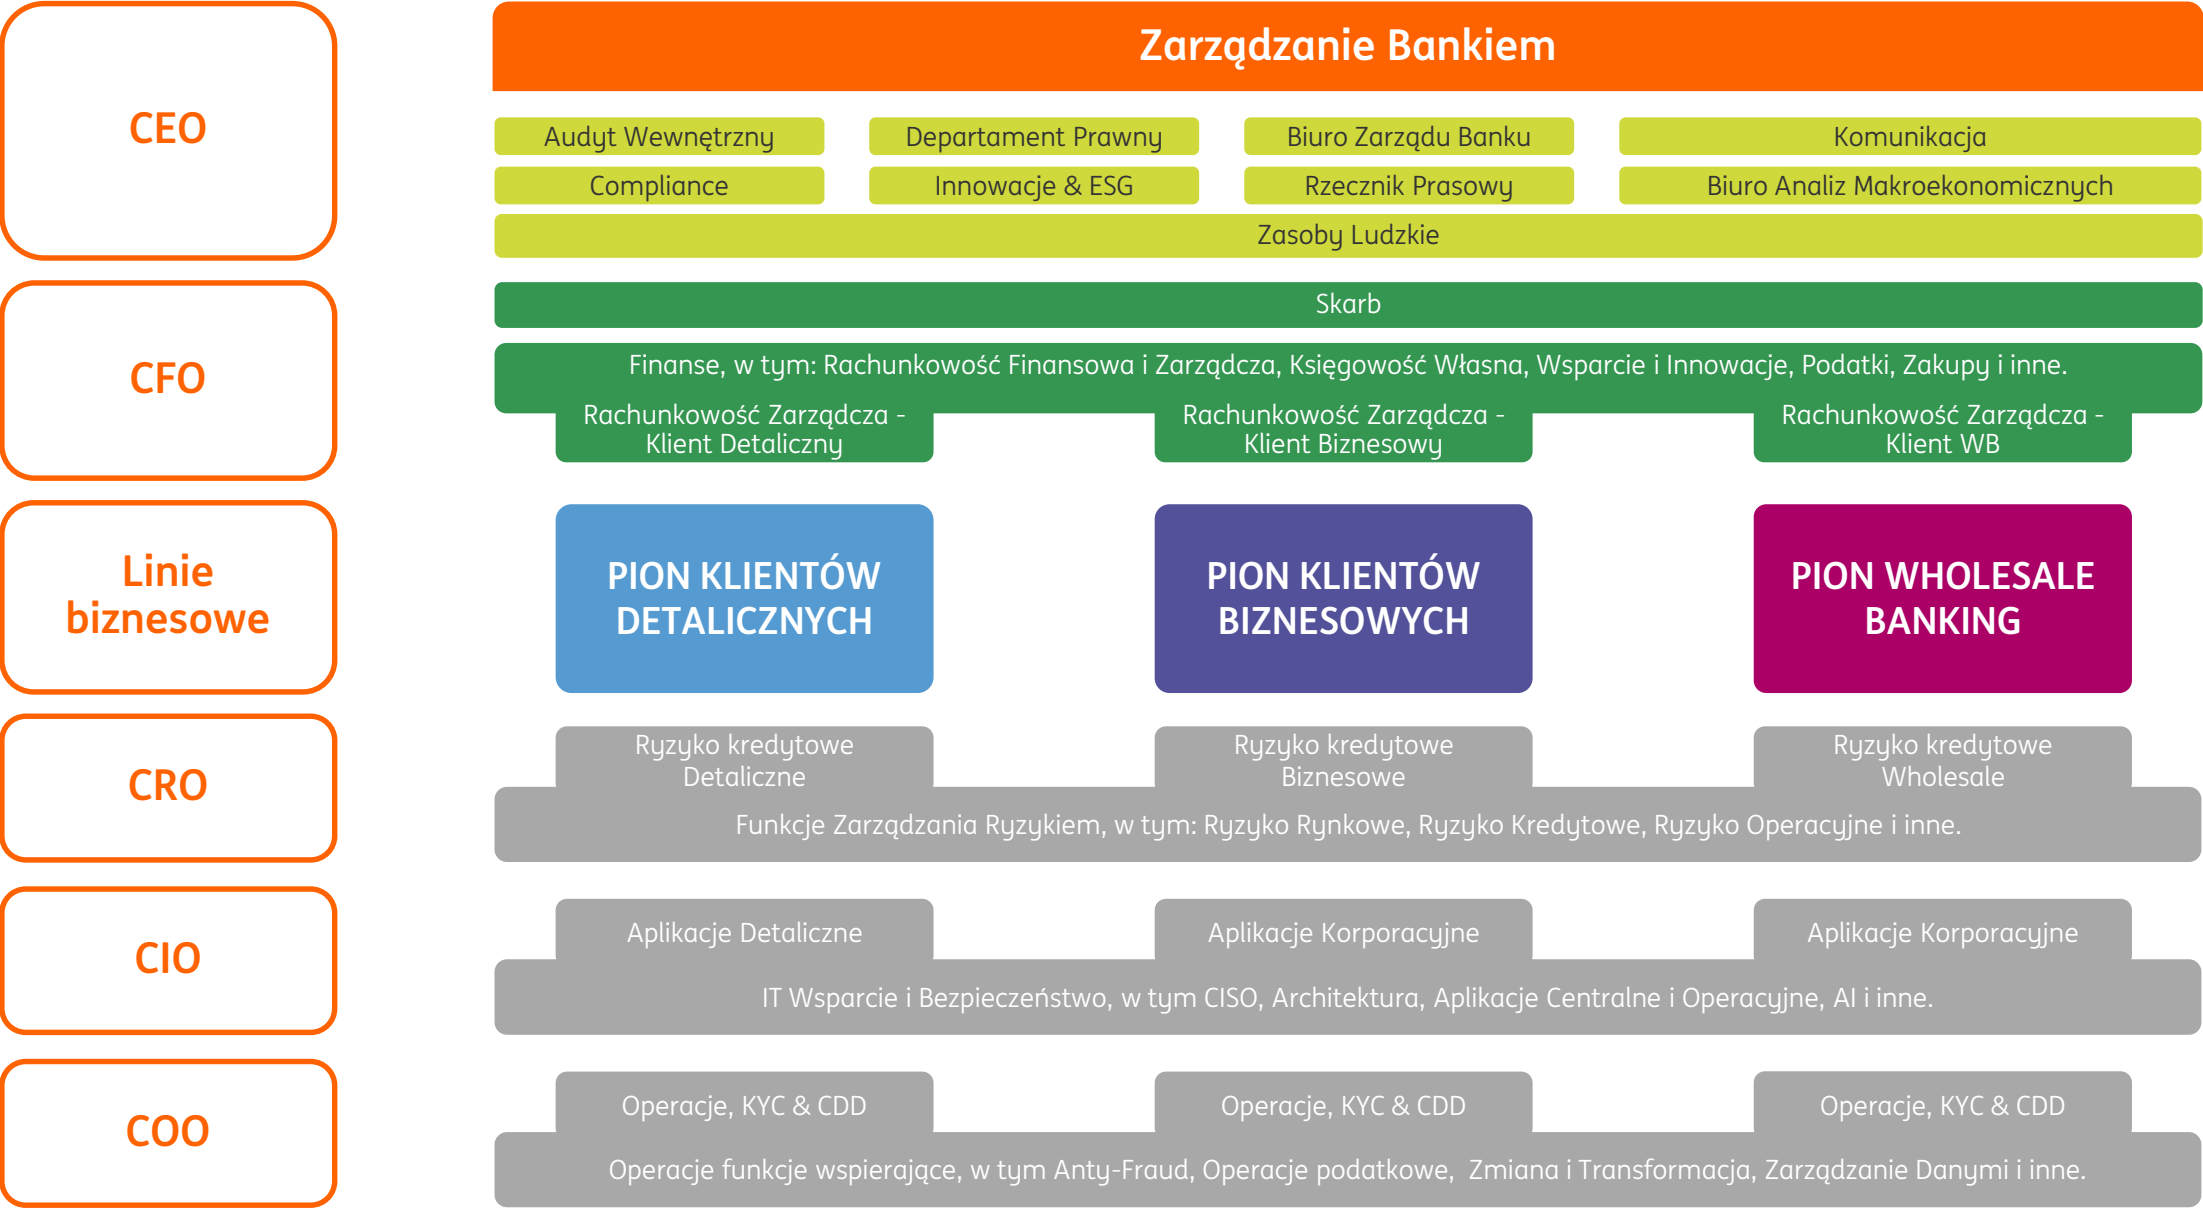 CEO
Zarządzanie Bankiem
Audyt Wewnętrzny
Departament Prawny
Biuro Zarządu Banku
Komunikacja
Compliance
Innowacje & ESG
Rzecznik Prasowy
Biuro Analiz Makroekonomicznych
Zasoby Ludzkie
CFO
Skarb
Finanse, w tym: Rachunkowość Finansowa i Zarządcza, Księgowość Własna, Wsparcie i Innowacje, Podatki, Zakupy i inne.
Rachunkowość Zarządcza -
Klient Detaliczny
Rachunkowość Zarządcza -
Klient Biznesowy
Rachunkowość Zarządcza -
Klient WB
Linie
biznesowe
PION KLIENTÓW
DETALICZNYCH
PION KLIENTÓW
BIZNESOWYCH
PION WHOLESALE
BANKING
CRO
Ryzyko kredytowe
Detaliczne
Ryzyko kredytowe
Biznesowe
Ryzyko kredytowe
Wholesale
Funkcje Zarządzania Ryzykiem, w tym: Ryzyko Rynkowe, Ryzyko Kredytowe, Ryzyko Operacyjne i inne.
CIO
Aplikacje Detaliczne
Aplikacje Korporacyjne
Aplikacje Korporacyjne
IT Wsparcie i Bezpieczeństwo, w tym CISO, Architektura, Aplikacje Centralne i Operacyjne, AI i inne.
COO
Operacje, KYC & CDD
Operacje, KYC & CDD
Operacje, KYC & CDD
Operacje funkcje wspierające, w tym Anty-Fraud, Operacje podatkowe, Zmiana i Transformacja, Zarządzanie Danymi i inne.